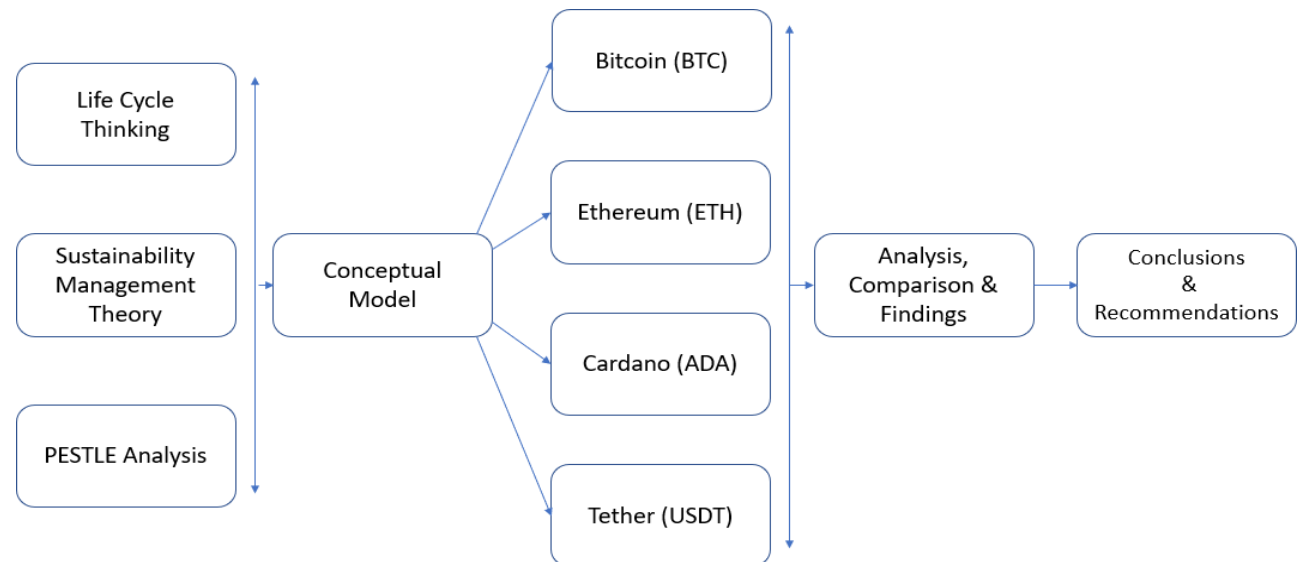 Life Cycle
Thinking
Sustainability
Management
Theory
PESTLE Analysis
Conceptual
Model
Bitcoin (BTC)
Ethereum (ETH)
Cardano (ADA)
Tether (USDT)
Analysis,
Comparison &
Findings
Conclusions
&
Recommendations